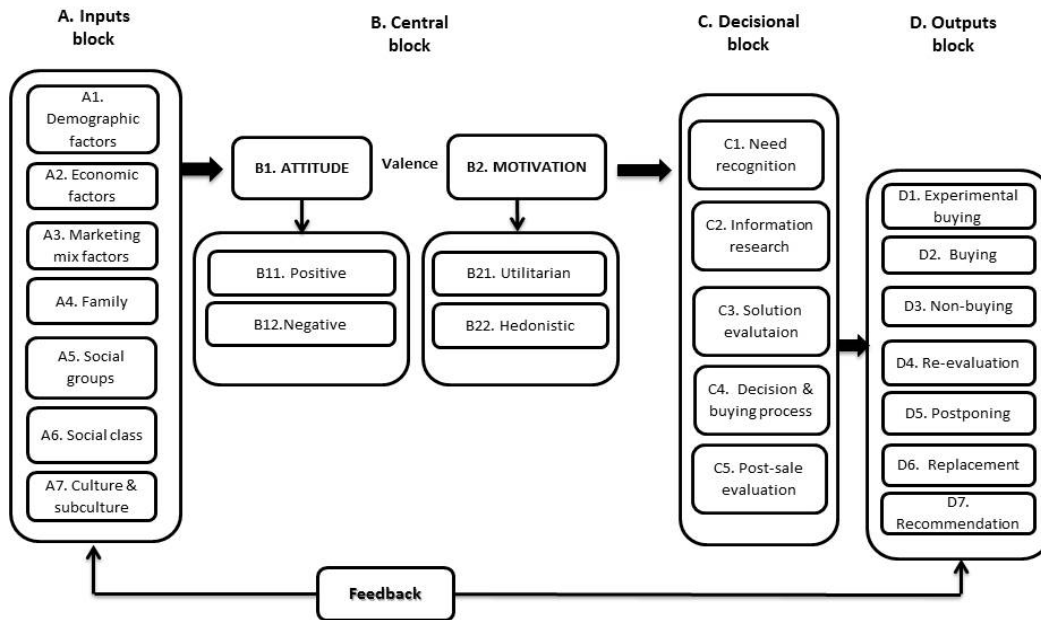 A. Inputs
block
B. Central
block
C. Decisional
block
D. Outputs
block
A1.
Demographic
factors
A2. Economic
factors
A3. Marketing
mix factors
A4. Family
A5. Social
groups
A6. Social class
A7. Culture &
subculture
B1. ATTITUDE
Valence
B2. MOTIVATION
B11. Positive
B12.Negative
B21. Utilitarian
B22. Hedonistic
C1. Need
recognition
C2. Information
research
C3. Solution
evalutaion
C4. Decision &
buying process
C5. Post-sale
evaluation
D1. Experimental
buying
D2. Buying
D3. Non-buying
D4. Re-evaluation
D5. Postponing
D6. Replacement
D7.
Recommendation
Feedback